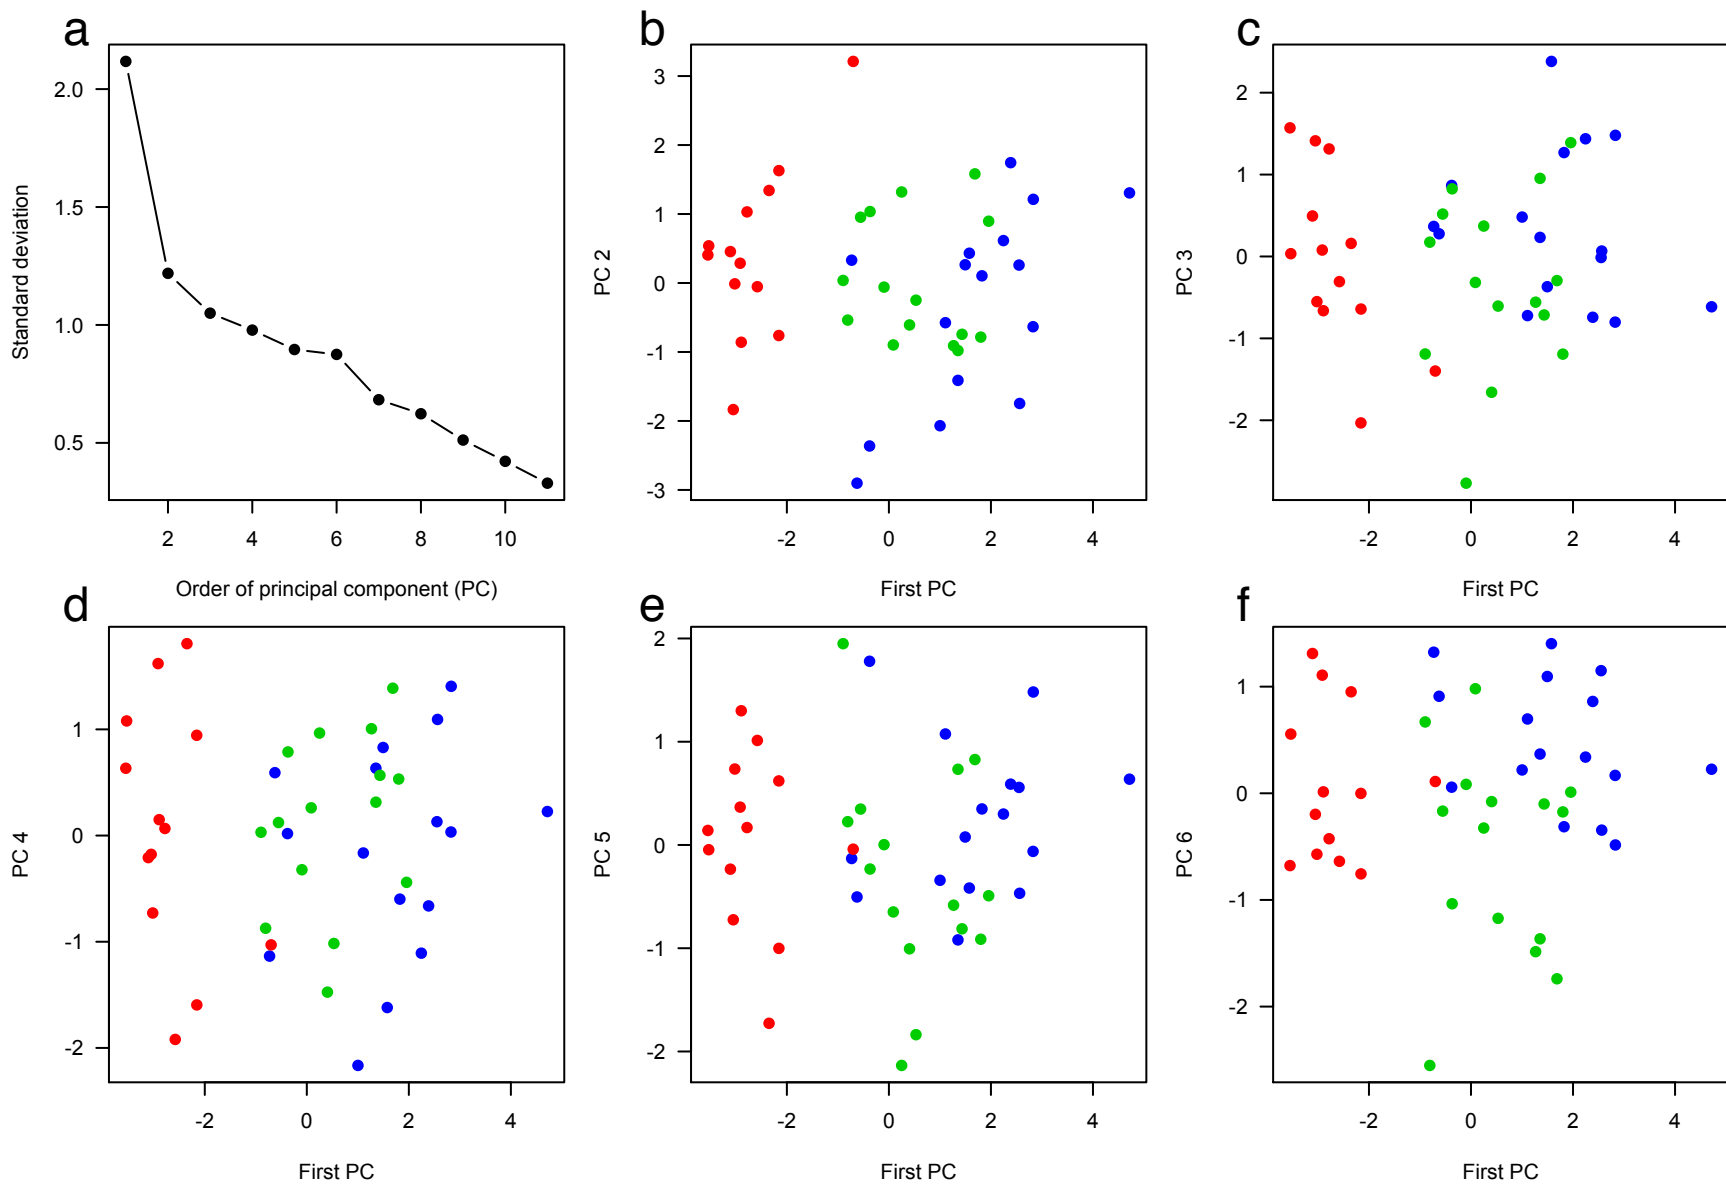 a
2.0
1.5
1.0
0.5
Standard deviation
2 4 6 8 10
Order of principal component (PC)
b
3
2
1
0
-1
-2
-3
PC 2
-2 0 2 4
First PC
c
2
1
0
-1
-2
PC 3
-2 0 2 4
First PC
d
1
0
-1
-2
PC 4
-2 0 2 4
First PC
e
2
1
0
-1
-2
PC 5
-2 0 2 4
First PC
f
1
0
-1
-2
PC 6
-2 0 2 4
First PC